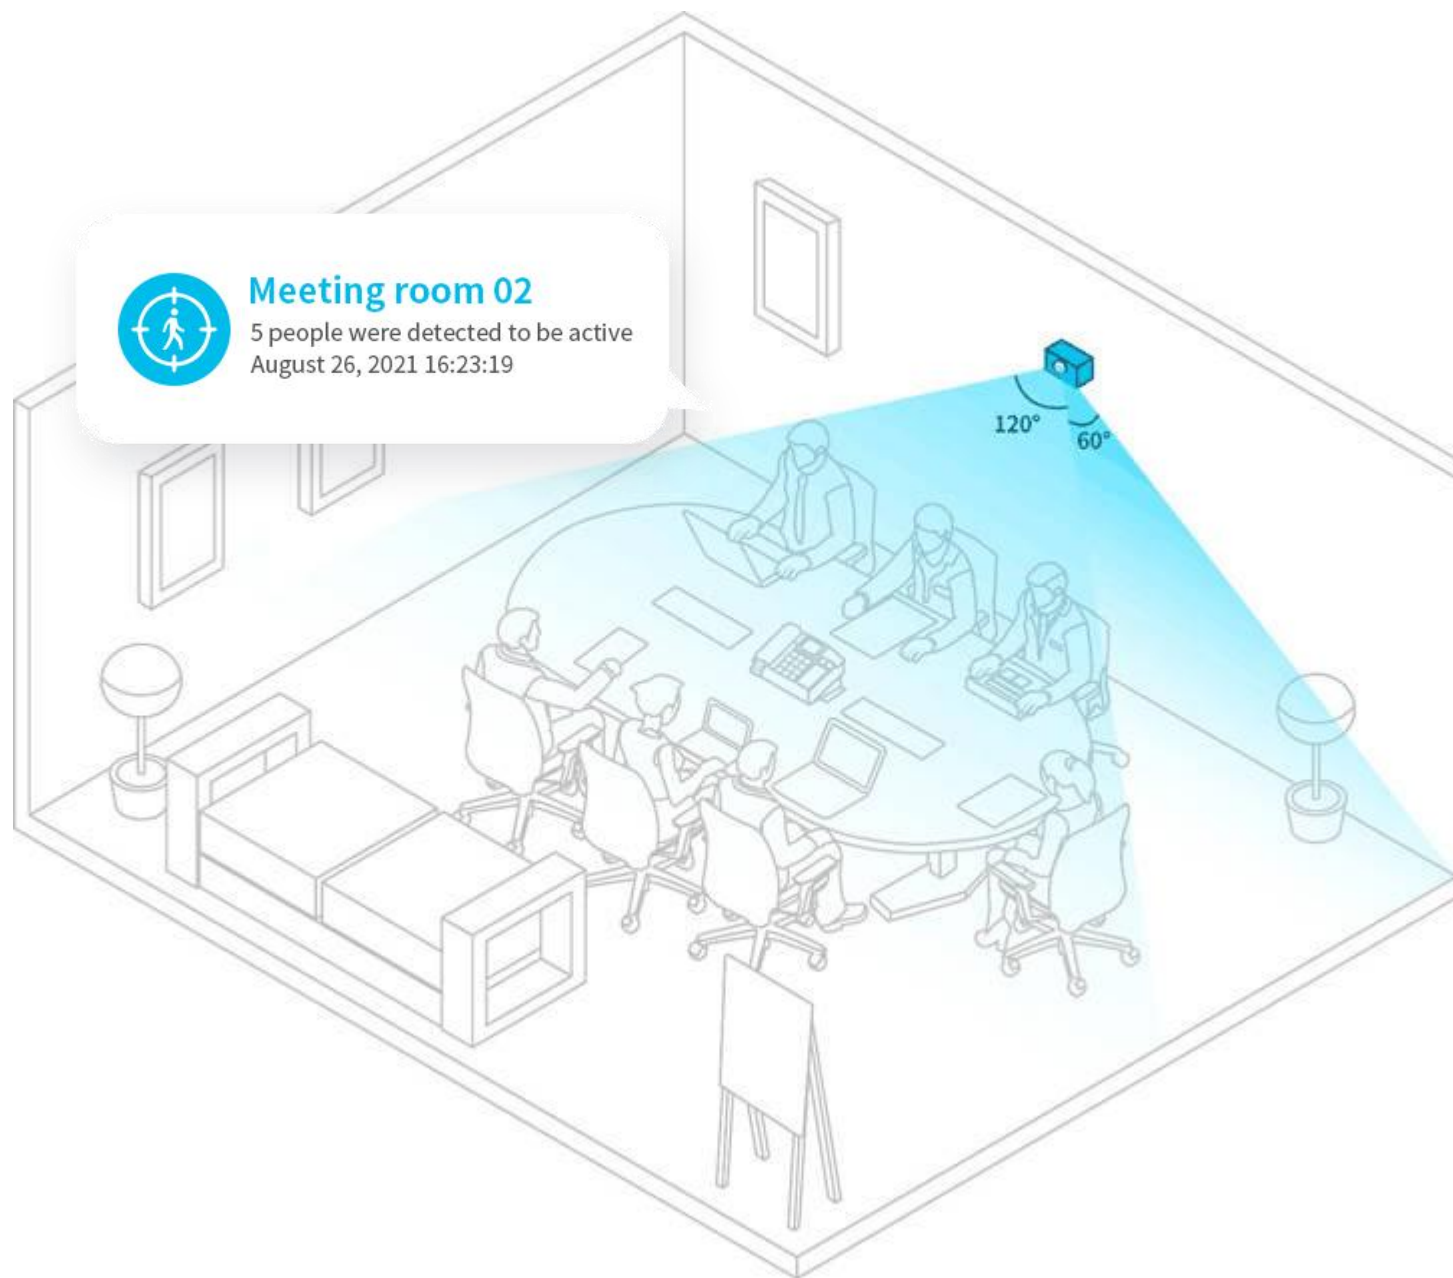 Meeting room 02
5 people were detected to be active
August 26, 2021 16:23:19
120°
60°